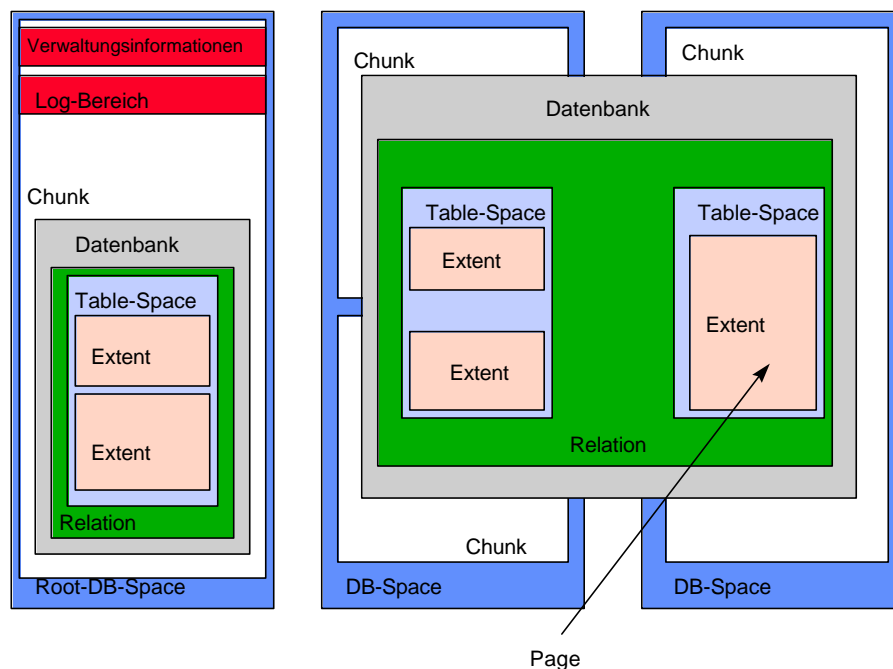 Verwaltungsinformationen
Log-Bereich
Chunk
Datenbank
Table-Space
Extent
Extent
Relation
Root-DB-Space
Chunk
Chunk
Datenbank
Table-Space
Extent
Extent
Table-Space
Extent
Relation
Chunk
DB-Space
DB-Space
Page